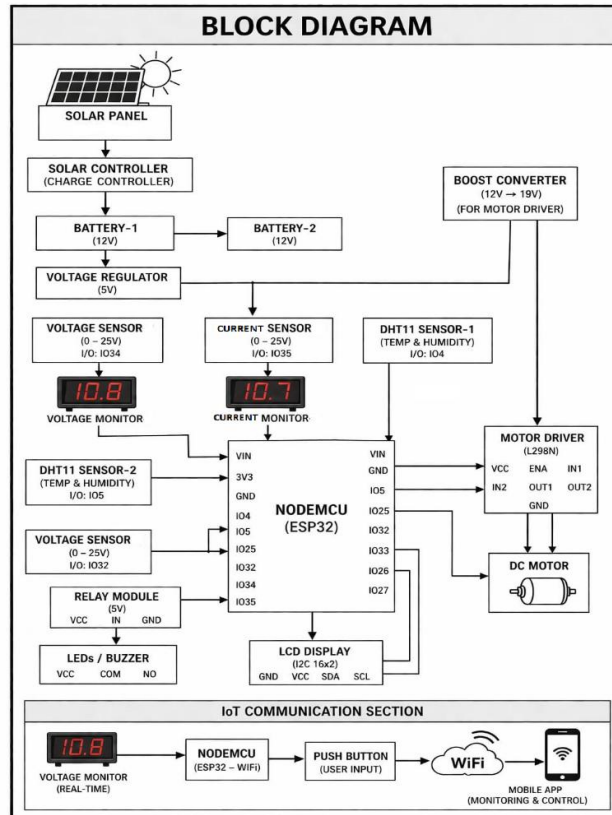 BLOCK DIAGRAM
SOLAR PANEL
SOLAR CONTROLLER
(CHARGE CONTROLLER)
BOOST CONVERTER
(12V → 19V)
(FOR MOTOR DRIVER)
BATTERY-1
(12V)
BATTERY-2
(12V)
VOLTAGE REGULATOR
(5V)
VOLTAGE SENSOR
(0 – 25V)
I/O: IO34
CURRENT SENSOR
(0 – 25V)
I/O: IO35
DHT11 SENSOR-1
(TEMP & HUMIDITY)
I/O: IO4
10.8
VOLTAGE MONITOR
10.7
CURRENT MONITOR
DHT11 SENSOR-2
(TEMP & HUMIDITY)
I/O: IO5
VOLTAGE SENSOR
(0 – 25V)
I/O: IO32
RELAY MODULE
(5V)
VCC IN GND
LEDs / BUZZER
VCC COM NO
VIN
3V3
GND
IO4
IO5
IO25
IO32
IO34
IO35
NODEMCU
(ESP32)
VIN
GND
IO5
IO25
IO32
IO33
IO26
IO27
MOTOR DRIVER
(L298N)
VCC ENA IN1
IN2 OUT1 OUT2
GND
DC MOTOR
LCD DISPLAY
(I2C 16x2)
GND VCC SDA SCL
IoT COMMUNICATION SECTION
10.8
VOLTAGE MONITOR
(REAL-TIME)
NODEMCU
(ESP32 – WiFi)
PUSH BUTTON
(USER INPUT)
WiFi
MOBILE APP
(MONITORING & CONTROL)